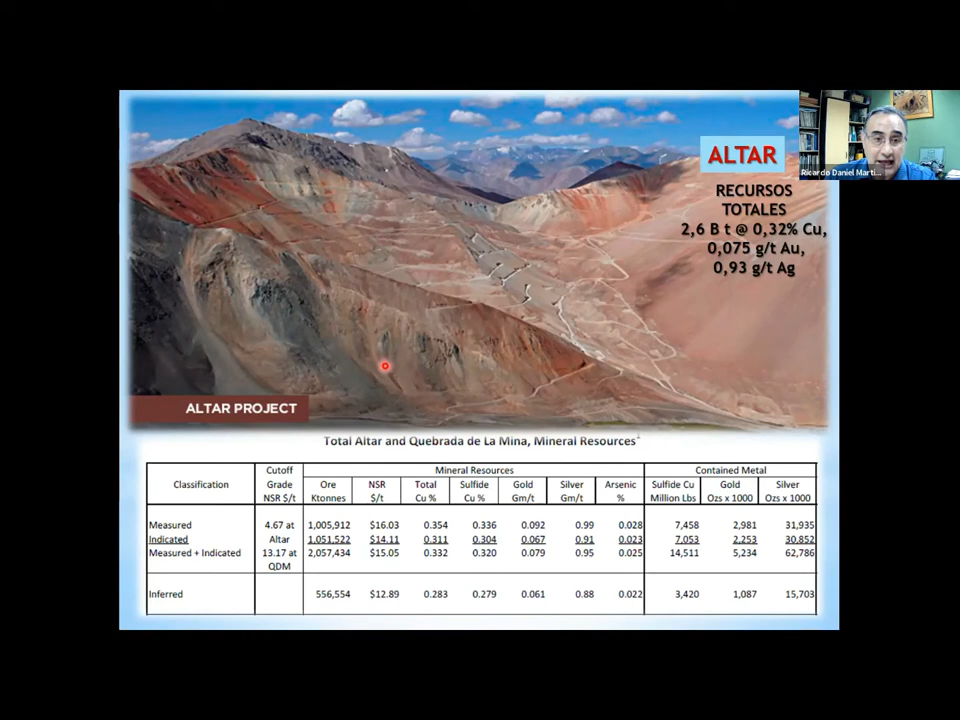 ALTAR
Ricardo Daniel Marti...
RECURSOS
TOTALES
2,6 B t @ 0,32% Cu,
0,075 g/t Au,
0,93 g/t Ag
ALTAR PROJECT
Total Altar and Quebrada de La Mina, Mineral Resources¹
Classification Cutoff Grade NSR $/t Mineral Resources Contained Metal
Ore Ktonnes NSR $/t Total Cu % Sulfide Cu % Gold Gm/t Silver Gm/t Arsenic % Sulfide Cu Million Lbs Gold Ozs x 1000 Silver Ozs x 1000
Measured 4.67 at 1,005,912 $16.03 0.354 0.336 0.092 0.99 0.028 7,458 2,981 31,935
Indicated Altar 1,051,522 $14.11 0.311 0.304 0.067 0.91 0.023 7,053 2,253 30,852
Measured + Indicated 13.17 at 2,057,434 $15.05 0.332 0.320 0.079 0.95 0.025 14,511 5,234 62,786
QDM
Inferred 556,554 $12.89 0.283 0.279 0.061 0.88 0.022 3,420 1,087 15,703